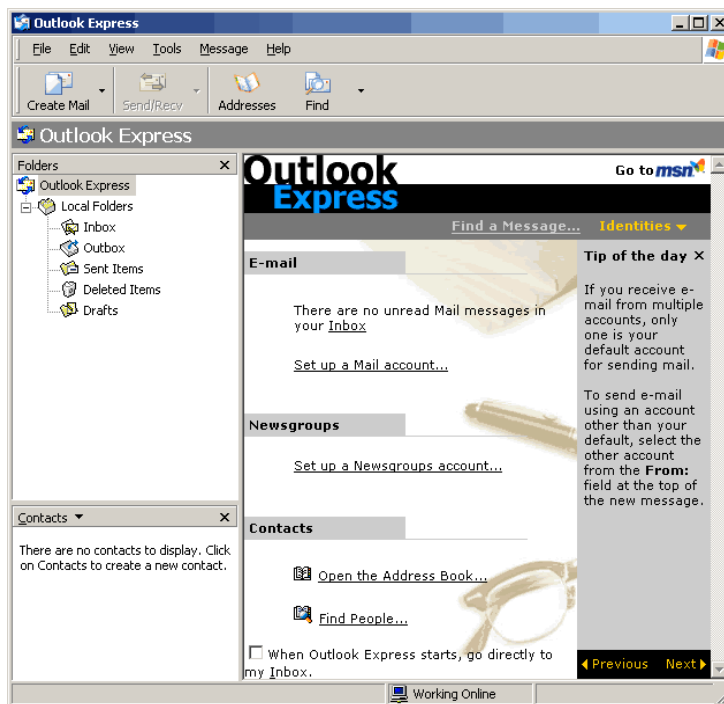 Outlook Express
File Edit View Tools Message Help
Create Mail Send/Recv Addresses Find
Outlook Express
Folders
Outlook Express
Local Folders
Inbox
Outbox
Sent Items
Deleted Items
Drafts
Contacts
There are no contacts to display. Click
on Contacts to create a new contact.
Outlook
Express
Go to msn
Find a Message... Identities
E-mail
There are no unread Mail messages in
your Inbox
Set up a Mail account...
Newsgroups
Set up a Newsgroups account...
Contacts
Open the Address Book...
Find People...
When Outlook Express starts, go directly to
my Inbox.
Tip of the day
If you receive e-
mail from multiple
accounts, only
one is your
default account
for sending mail.
To send e-mail
using an account
other than your
default, select the
other account
from the From:
field at the top of
the new message.
Previous Next
Working Online